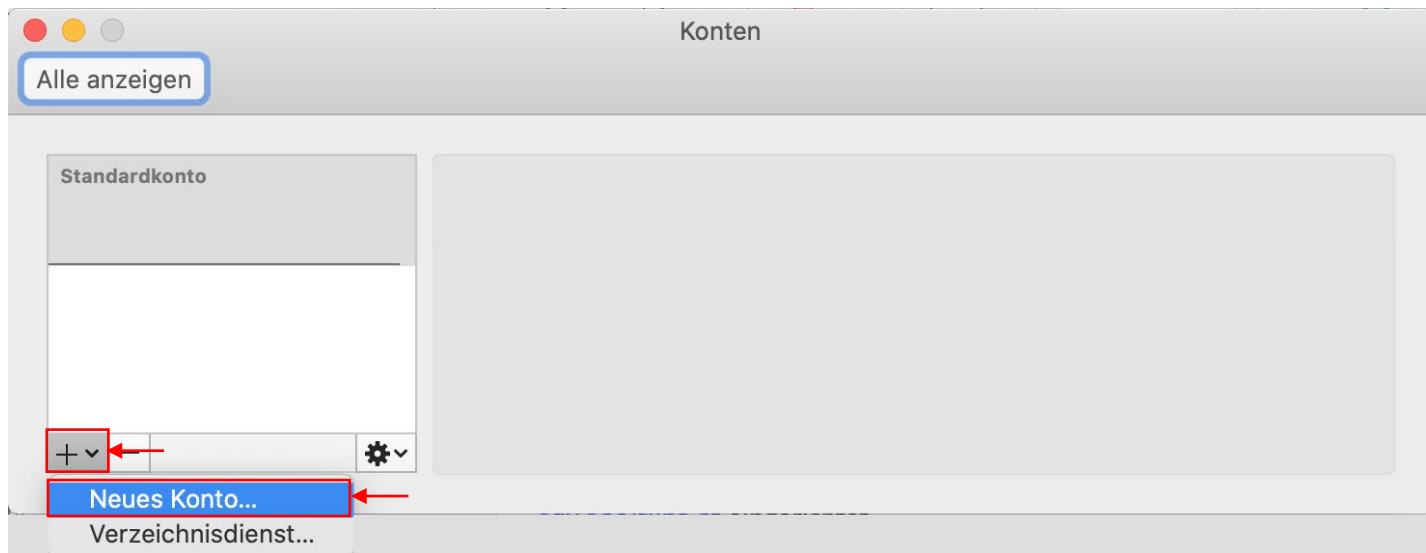 Konten
Alle anzeigen
Standardkonto
Neues Konto...
Verzeichnisdienst...